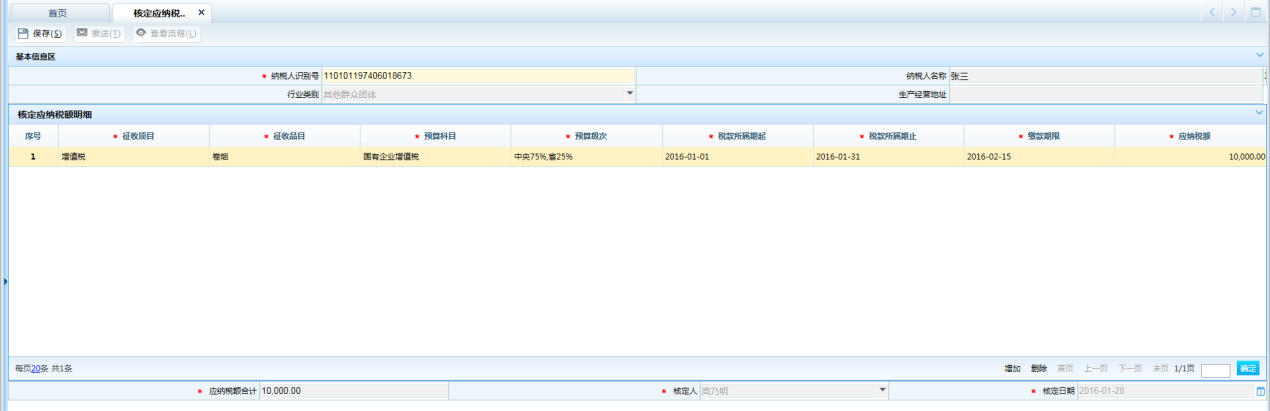 首页 核定应纳税.. ×
保存(S) 推送(T) 查看流程(L)
基本信息区
* 纳税人识别号 110101197406018673 纳税人名称 张三
行业类别 其他群众团体 生产经营地址
核定应纳税额明细
序号 * 征收项目 * 征收品目 * 预算科目 * 预算级次 * 税款所属期起 * 税款所属期止 * 缴款期限 * 应纳税额
1 增值税 卷烟 国有企业增值税 中央75%,省25% 2016-01-01 2016-01-31 2016-02-15 10,000.00
每页20条 共1条 增加 删除 首页 上一页 下一页 末页 1/1页 确定
* 应纳税额合计 10,000.00 * 核定人 高乃明 * 核定日期 2016-01-28